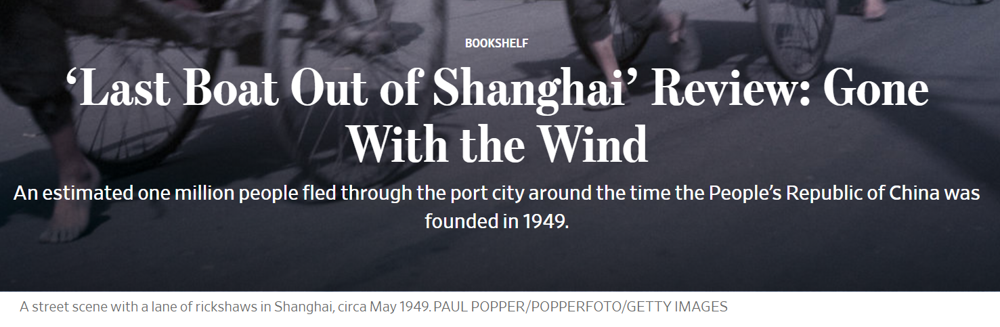 BOOKSHELF
‘Last Boat Out of Shanghai’ Review: Gone
With the Wind
An estimated one million people fled through the port city around the time the People’s Republic of China was
founded in 1949.
A street scene with a lane of rickshaws in Shanghai, circa May 1949. PAUL POPPER/POPPERFOTO/GETTY IMAGES